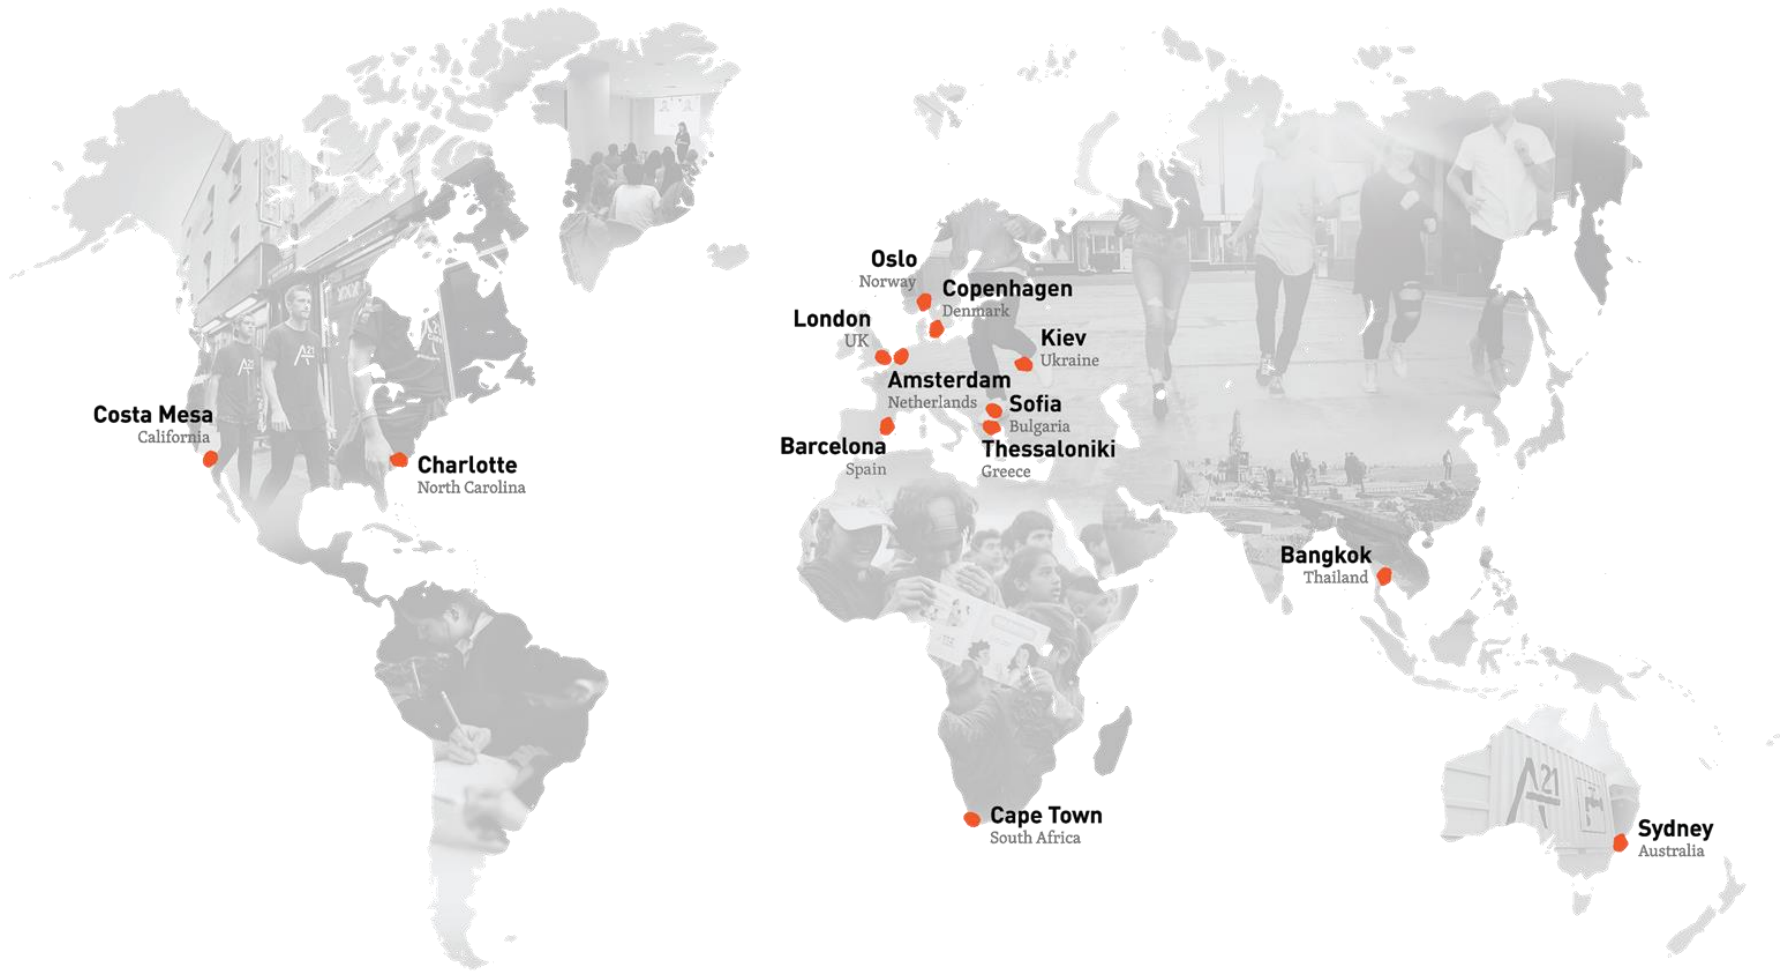 Oslo
Norway
Copenhagen
Denmark
London
UK
Kiev
Ukraine
Amsterdam
Netherlands
Sofia
Bulgaria
Costa Mesa
California
Barcelona
Spain
Thessaloniki
Greece
Charlotte
North Carolina
Bangkok
Thailand
A21
Cape Town
South Africa
Sydney
Australia